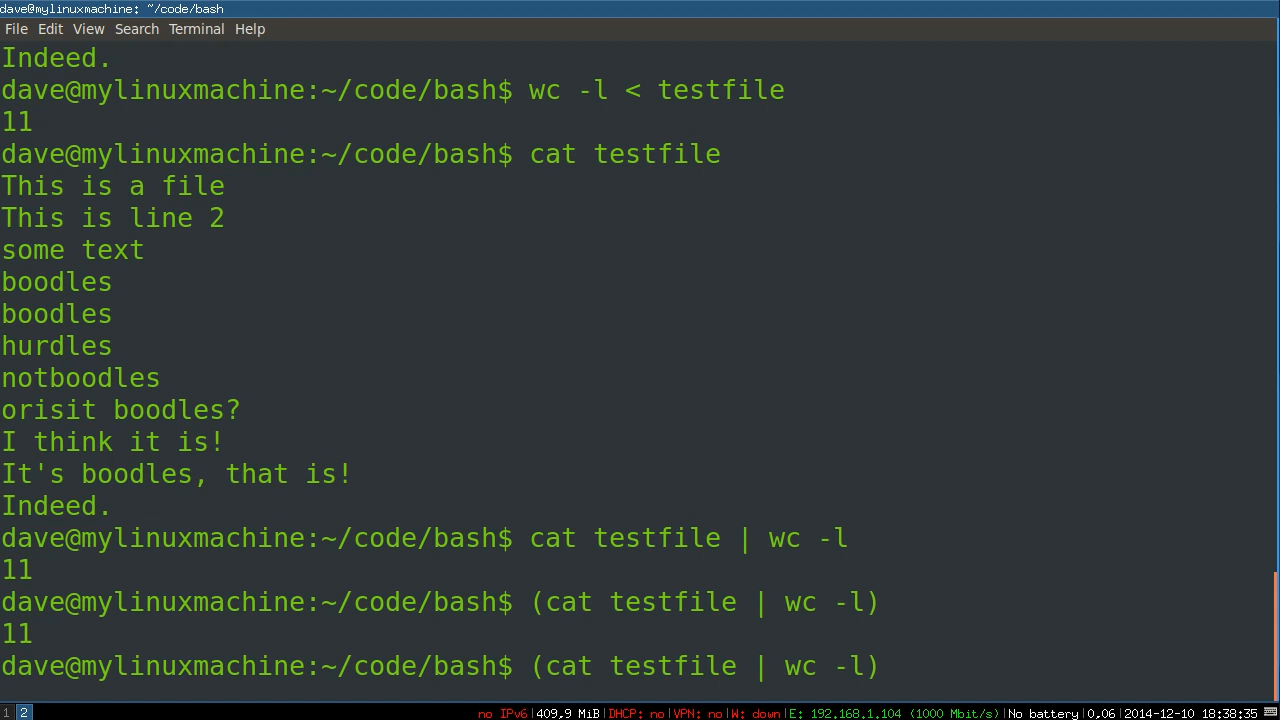 dave@mylinuxmachine: ~/code/bash
File Edit View Search Terminal Help
Indeed.
dave@mylinuxmachine:~/code/bash$ wc -l < testfile
11
dave@mylinuxmachine:~/code/bash$ cat testfile
This is a file
This is line 2
some text
boodles
boodles
hurdles
notboodles
orisit boodles?
I think it is!
It's boodles, that is!
Indeed.
dave@mylinuxmachine:~/code/bash$ cat testfile | wc -l
11
dave@mylinuxmachine:~/code/bash$ (cat testfile | wc -l)
11
dave@mylinuxmachine:~/code/bash$ (cat testfile | wc -l)
1 2 no IPv6|409.9 MiB|DHCP: no|VPN: no|W: down|E: 192.168.1.104 (1000 Mbit/s)|No battery|0.06|2014-12-10 18:38:35